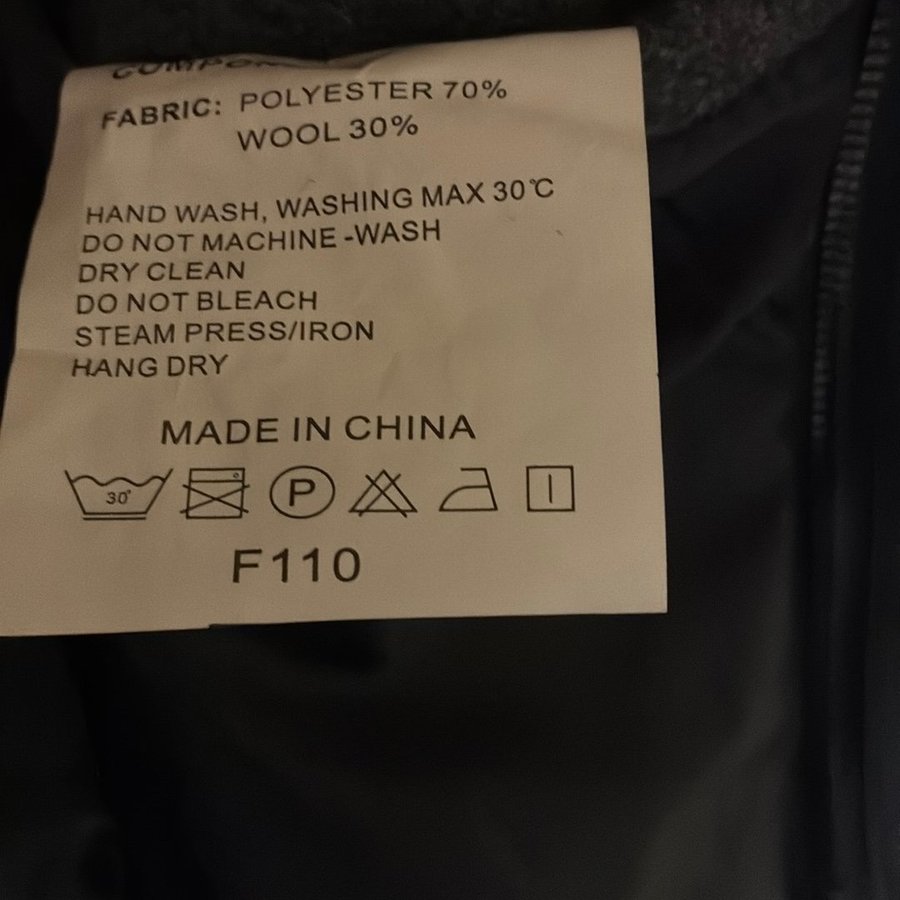 FABRIC: POLYESTER 70%
WOOL 30%
HAND WASH, WASHING MAX 30℃
DO NOT MACHINE-WASH
DRY CLEAN
DO NOT BLEACH
STEAM PRESS/IRON
HANG DRY
MADE IN CHINA
30° P
F110